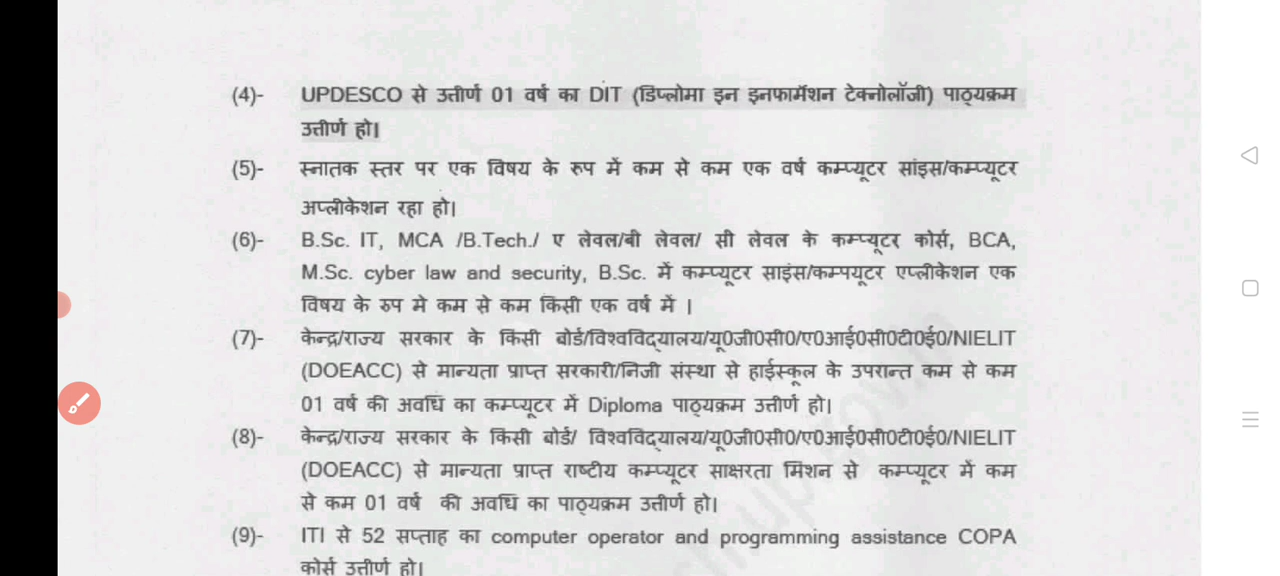 (4)- UPDESCO से उत्तीर्ण 01 वर्ष का DIT (डिप्लोमा इन इनफार्मेशन टेक्नोलॉजी) पाठ्यक्रम
उत्तीर्ण हो।
(5)- स्नातक स्तर पर एक विषय के रुप में कम से कम एक वर्ष कम्प्यूटर सांइस/कम्प्यूटर
अप्लीकेशन रहा हो।
(6)- B.Sc. IT, MCA /B.Tech./ ए लेवल/बी लेवल/ सी लेवल के कम्प्यूटर कोर्स, BCA,
M.Sc. cyber law and security, B.Sc. में कम्प्यूटर साइंस/कम्पयूटर एप्लीकेशन एक
विषय के रुप मे कम से कम किसी एक वर्ष में ।
(7)- केन्द्र/राज्य सरकार के किसी बोर्ड/विश्वविद्यालय/यू0जी0सी0/ए0आई0सी0टी0ई0/NIELIT
(DOEACC) से मान्यता प्राप्त सरकारी/निजी संस्था से हाईस्कूल के उपरान्त कम से कम
01 वर्ष की अवधि का कम्प्यूटर में Diploma पाठ्यक्रम उत्तीर्ण हो।
(8)- केन्द्र/राज्य सरकार के किसी बोर्ड/ विश्वविद्यालय/यू0जी0सी0/ए0आई0सी0टी0ई0/NIELIT
(DOEACC) से मान्यता प्राप्त राष्टीय कम्प्यूटर साक्षरता मिशन से कम्प्यूटर में कम
से कम 01 वर्ष की अवधि का पाठ्यक्रम उत्तीर्ण हो।
(9)- ITI से 52 सप्ताह का computer operator and programming assistance COPA
कोर्स उत्तीर्ण हो।